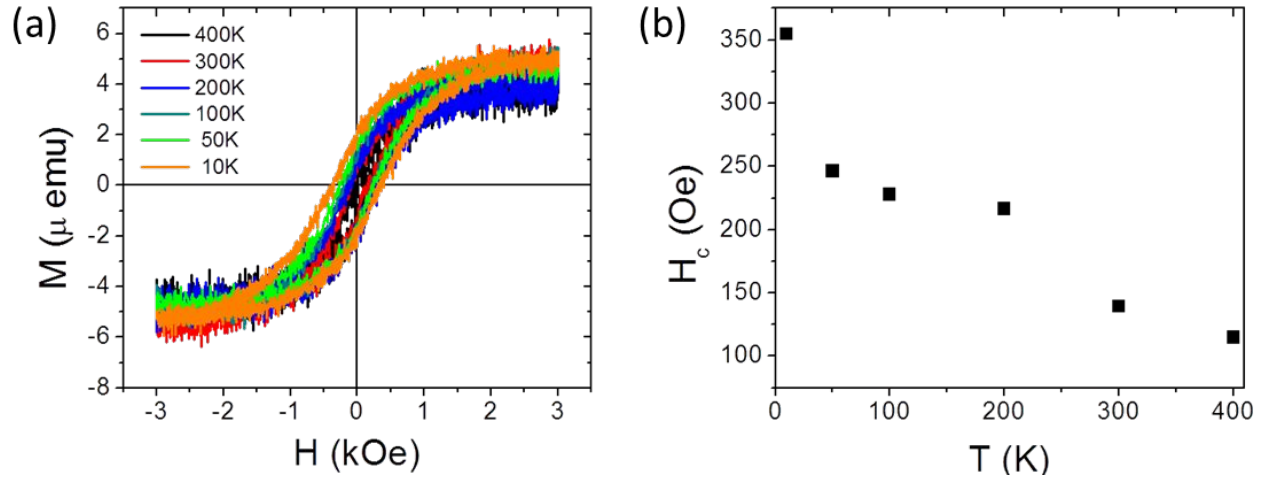 (a)
6
4
2
0
-2
-4
-6
-8
M (μ emu)
400K
300K
200K
100K
50K
10K
-3 -2 -1 0 1 2 3
H (kOe)
(b)
350
300
250
200
150
100
Hc (Oe)
0 100 200 300 400
T (K)